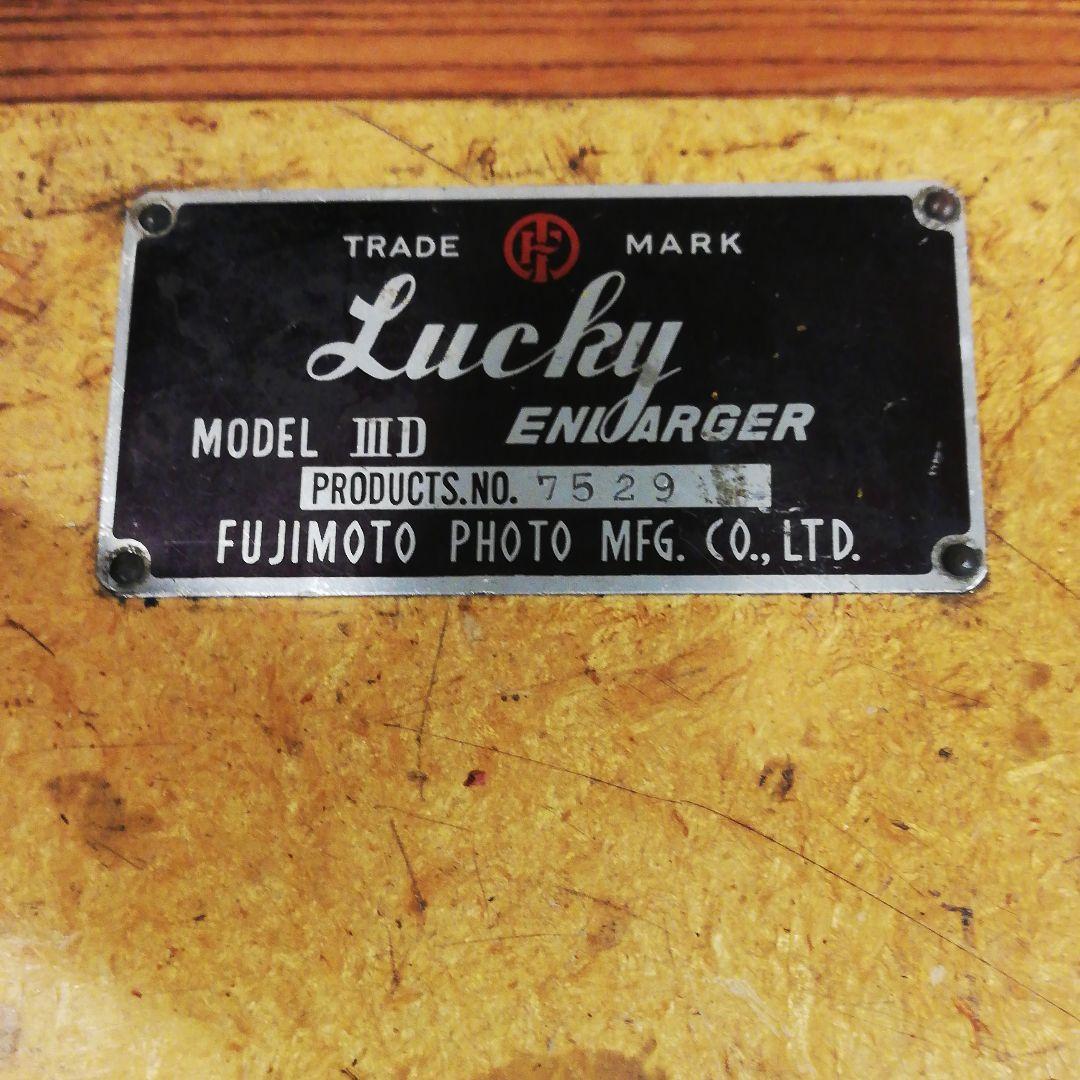 TRADE MARK
Lucky
MODEL IIID ENLARGER
PRODUCTS.NO. 7529
FUJIMOTO PHOTO MFG. CO., LTD.